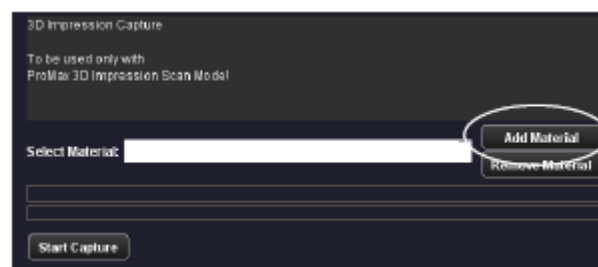 3D Impression Capture
To be used only with
ProMax 3D Impression Scan Mode!
Add Material
Select Material:
Remove Material
Start Capture